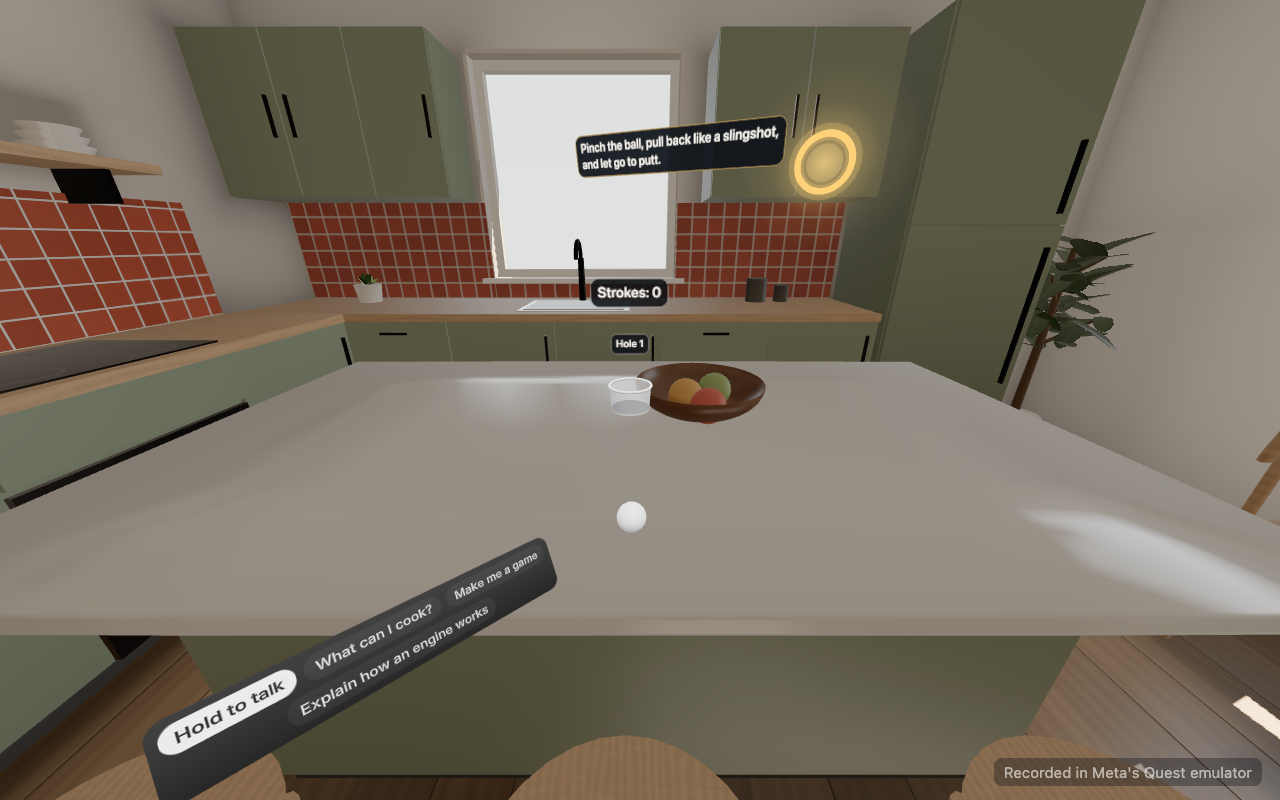 Pinch the ball, pull back like a slingshot,
and let go to putt.
Strokes: 0
Hole 1
Hold to talk
What can I cook?
Make me a game
Explain how an engine works
Recorded in Meta's Quest emulator